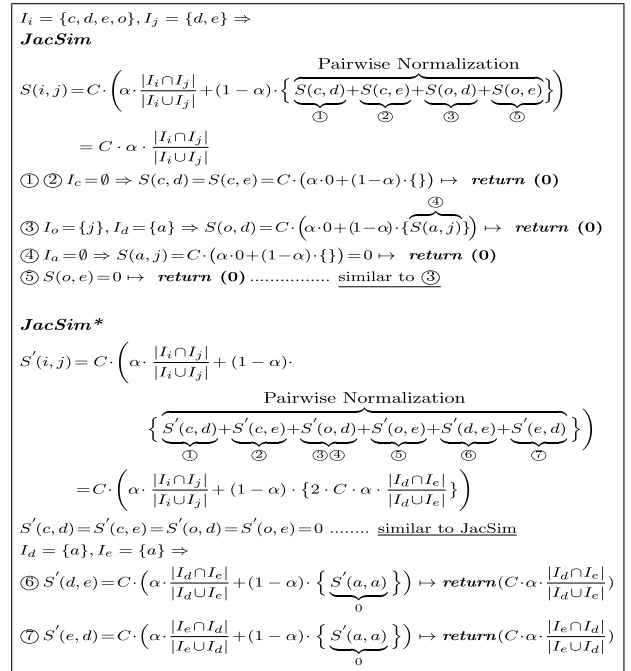 I_i = {c, d, e, o}, I_j = {d, e} ⇒
JacSim
Pairwise Normalization
S(i, j) = C · ( α · |I_i ∩ I_j| / |I_i ∪ I_j| + (1 − α) · { S(c, d) + S(c, e) + S(o, d) + S(o, e) } )
① ② ③ ⑤
= C · α · |I_i ∩ I_j| / |I_i ∪ I_j|
① ② I_c = ∅ ⇒ S(c, d) = S(c, e) = C · (α · 0 + (1 − α) · {}) ↦ return (0)
④
③ I_o = {j}, I_d = {a} ⇒ S(o, d) = C · (α · 0 + (1 − α) · {S(a, j)}) ↦ return (0)
④ I_a = ∅ ⇒ S(a, j) = C · (α · 0 + (1 − α) · {}) = 0 ↦ return (0)
⑤ S(o, e) = 0 ↦ return (0) ................ similar to ③
JacSim*
S′(i, j) = C · ( α · |I_i ∩ I_j| / |I_i ∪ I_j| + (1 − α) ·
Pairwise Normalization
{ S′(c, d) + S′(c, e) + S′(o, d) + S′(o, e) + S′(d, e) + S′(e, d) } )
① ② ③④ ⑤ ⑥ ⑦
= C · ( α · |I_i ∩ I_j| / |I_i ∪ I_j| + (1 − α) · {2 · C · α · |I_d ∩ I_e| / |I_d ∪ I_e|} )
S′(c, d) = S′(c, e) = S′(o, d) = S′(o, e) = 0 ........ similar to JacSim
I_d = {a}, I_e = {a} ⇒
⑥ S′(d, e) = C · ( α · |I_d ∩ I_e| / |I_d ∪ I_e| + (1 − α) · { S′(a, a) } ) ↦ return(C · α · |I_d ∩ I_e| / |I_d ∪ I_e|)
0
⑦ S′(e, d) = C · ( α · |I_e ∩ I_d| / |I_e ∪ I_d| + (1 − α) · { S′(a, a) } ) ↦ return(C · α · |I_e ∩ I_d| / |I_e ∪ I_d|)
0